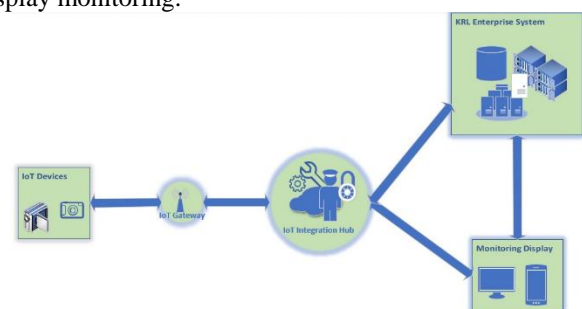 splay monitoring.
KRL Enterprise System
IoT Devices
IoT Gateway
IoT Integration Hub
Monitoring Display